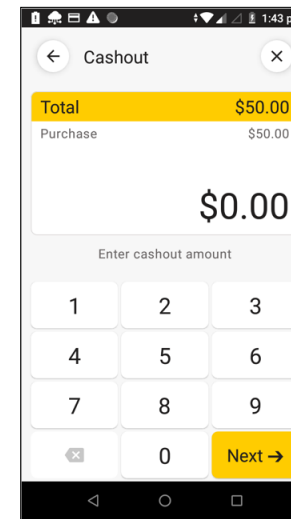 1:43 p
Cashout
Total $50.00
Purchase $50.00
$0.00
Enter cashout amount
1 2 3
4 5 6
7 8 9
0 Next →